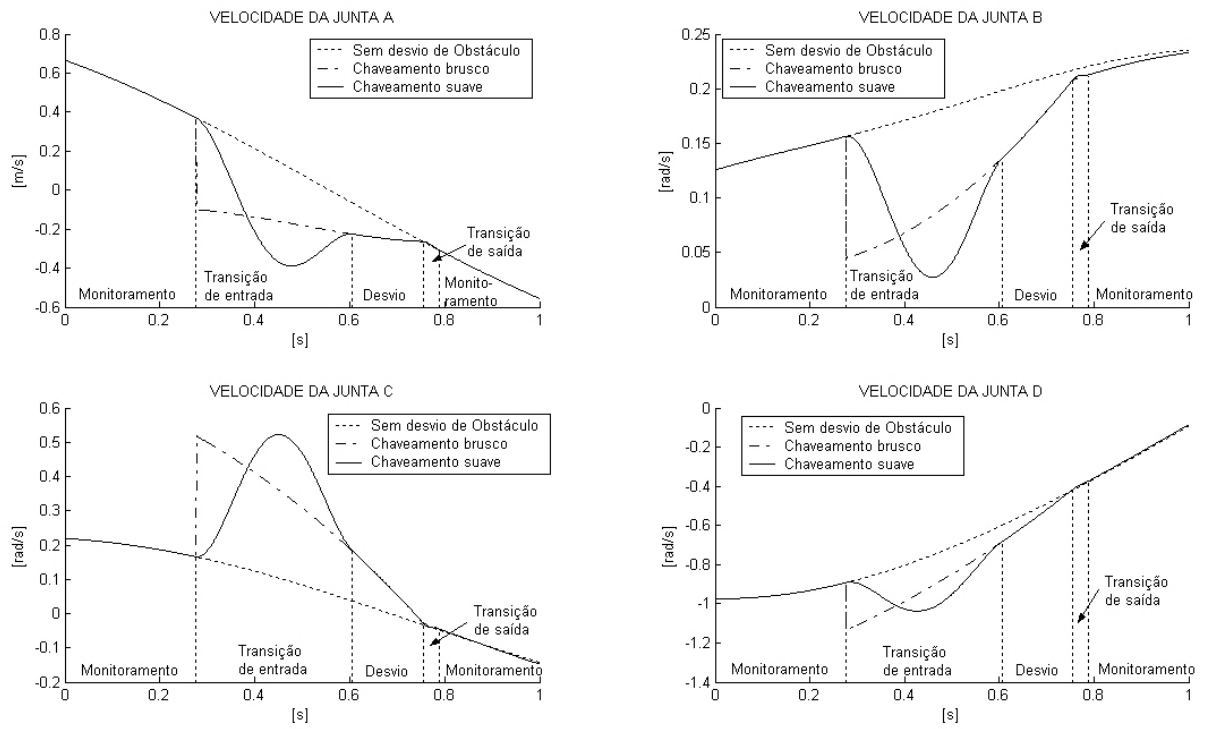 VELOCIDADE DA JUNTA A
0.8
0.6
0.4
0.2
0
-0.2
-0.4
-0.6
[m/s]
Sem desvio de Obstáculo
Chaveamento brusco
Chaveamento suave
Transição
de saída
Monitoramento
Transição
de entrada
Desvio
Monito-
ramento
0 0.2 0.4 0.6 0.8 1
[s]
VELOCIDADE DA JUNTA B
0.25
0.2
0.15
0.1
0.05
0
[rad/s]
Sem desvio de Obstáculo
Chaveamento brusco
Chaveamento suave
Transição
de saída
Monitoramento
Transição
de entrada
Desvio
Monitoramento
0 0.2 0.4 0.6 0.8 1
[s]
VELOCIDADE DA JUNTA C
0.6
0.5
0.4
0.3
0.2
0.1
0
-0.1
-0.2
[rad/s]
Sem desvio de Obstáculo
Chaveamento brusco
Chaveamento suave
Transição
de saída
Monitoramento
Transição
de entrada
Desvio
Monitoramento
0 0.2 0.4 0.6 0.8 1
[s]
VELOCIDADE DA JUNTA D
0
-0.2
-0.4
-0.6
-0.8
-1
-1.2
-1.4
[rad/s]
Sem desvio de Obstáculo
Chaveamento brusco
Chaveamento suave
Transição
de saída
Monitoramento
Transição
de entrada
Desvio
Monitoramento
0 0.2 0.4 0.6 0.8 1
[s]